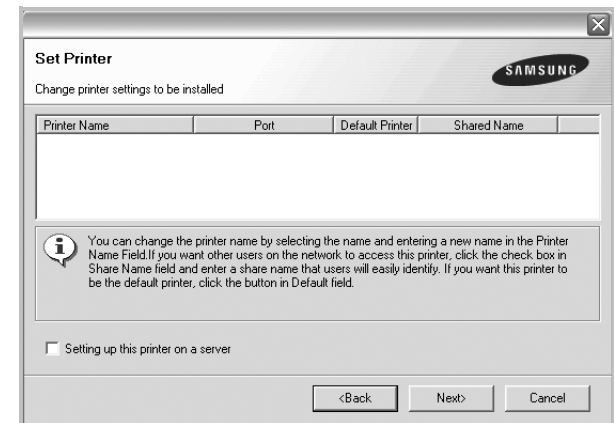 Set Printer
Change printer settings to be installed
SAMSUNG
Printer Name Port Default Printer Shared Name
You can change the printer name by selecting the name and entering a new name in the Printer
Name Field.If you want other users on the network to access this printer, click the check box in
Share Name field and enter a share name that users will easily identify. If you want this printer to
be the default printer, click the button in Default field.
Setting up this printer on a server
<Back Next> Cancel